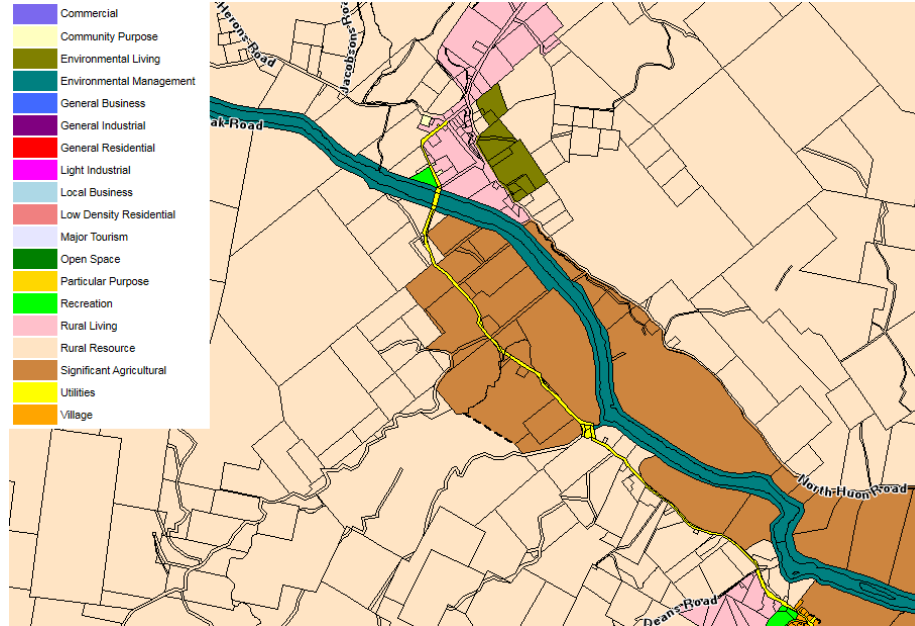 Commercial
Community Purpose
Environmental Living
Environmental Management
General Business
General Industrial
General Residential
Light Industrial
Local Business
Low Density Residential
Major Tourism
Open Space
Particular Purpose
Recreation
Rural Living
Rural Resource
Significant Agricultural
Utilities
Village
Herons Road
Jacobsons Roa
ak Road
North Huon Road
Deans Road